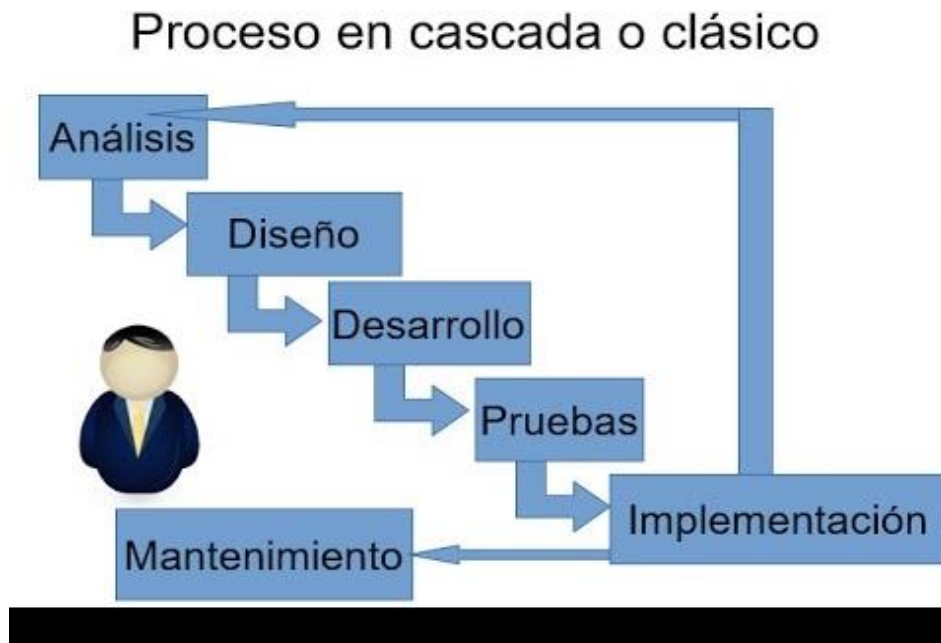 Proceso en cascada o clásico
Análisis
Diseño
Desarrollo
Pruebas
Implementación
Mantenimiento